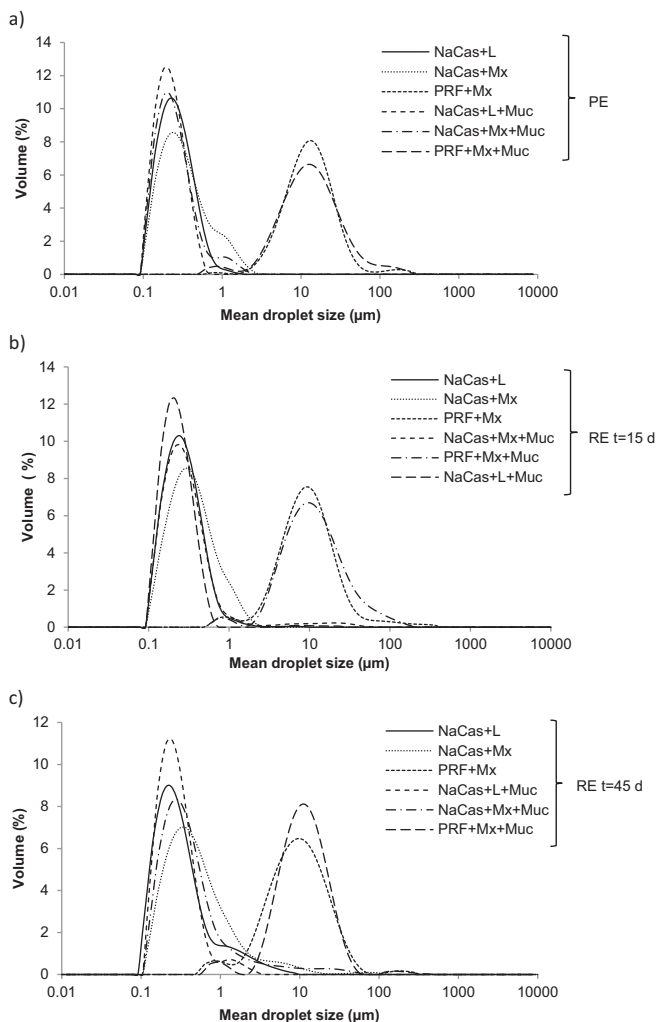 a)
14
12
10
8
6
4
2
0
Volume (%)
0.01 0.1 1 10 100 1000 10000
Mean droplet size (µm)
NaCas+L
NaCas+Mx
PRF+Mx
NaCas+L+Muc
NaCas+Mx+Muc
PRF+Mx+Muc
PE
b)
14
12
10
8
6
4
2
0
Volume ( %)
0.01 0.1 1 10 100 1000 10000
Mean droplet size (µm)
NaCas+L
NaCas+Mx
PRF+Mx
NaCas+Mx+Muc
PRF+Mx+Muc
NaCas+L+Muc
RE t=15 d
c)
12
10
8
6
4
2
0
Volume (%)
0.01 0.1 1 10 100 1000 10000
Mean droplet size (µm)
NaCas+L
NaCas+Mx
PRF+Mx
NaCas+L+Muc
NaCas+Mx+Muc
PRF+Mx+Muc
RE t=45 d